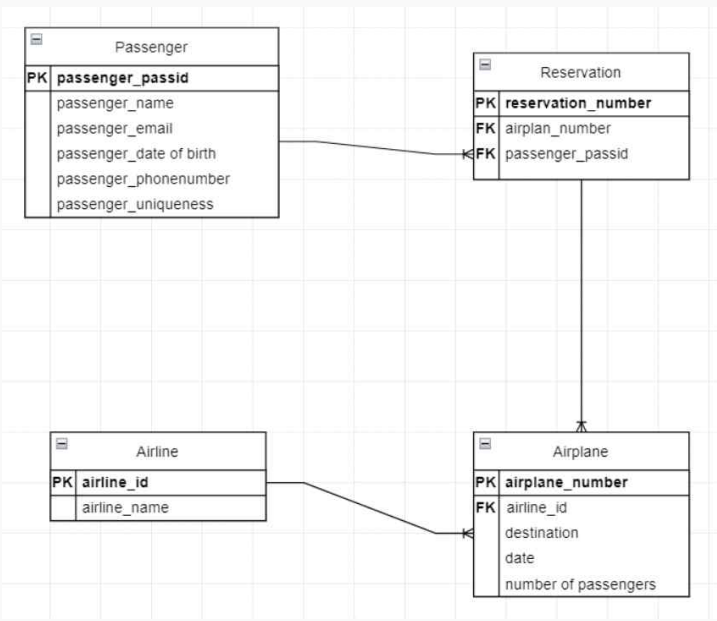 Passenger
PK passenger_passid
passenger_name
passenger_email
passenger_date of birth
passenger_phonenumber
passenger_uniqueness
Reservation
PK reservation_number
FK airplan_number
FK passenger_passid
Airline
PK airline_id
airline_name
Airplane
PK airplane_number
FK airline_id
destination
date
number of passengers